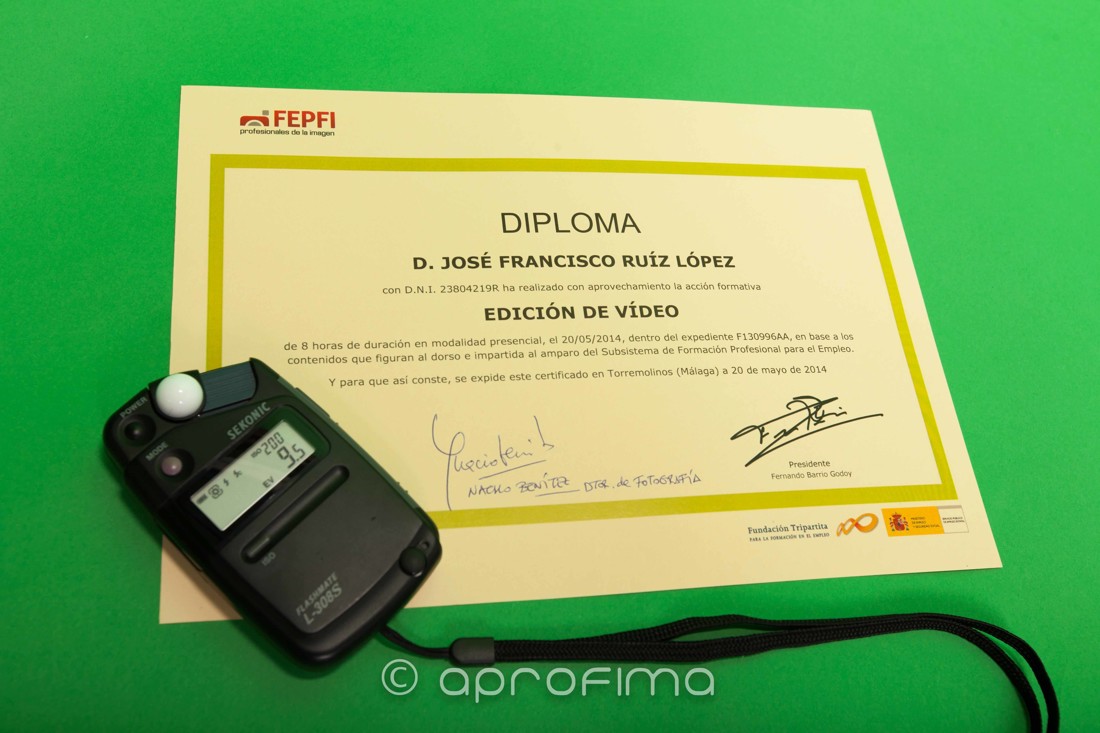 FEPFI
profesionales de la imagen
DIPLOMA
D. JOSÉ FRANCISCO RUÍZ LÓPEZ
con D.N.I. 23804219R ha realizado con aprovechamiento la acción formativa
EDICIÓN DE VÍDEO
de 8 horas de duración en modalidad presencial, el 20/05/2014, dentro del expediente F130996AA, en base a los
contenidos que figuran al dorso e impartida al amparo del Subsistema de Formación Profesional para el Empleo.
Y para que así conste, se expide este certificado en Torremolinos (Málaga) a 20 de mayo de 2014
NACHO BENÍTEZ DTOR. de FOTOGRAFÍA
Presidente
Fernando Barrio Godoy
Fundación Tripartita
PARA LA FORMACIÓN EN EL EMPLEO
POWER
MODE
SEKONIC
ISO 200
9.5
EV
ISO
FLASHMATE
L-308S
© aprofima